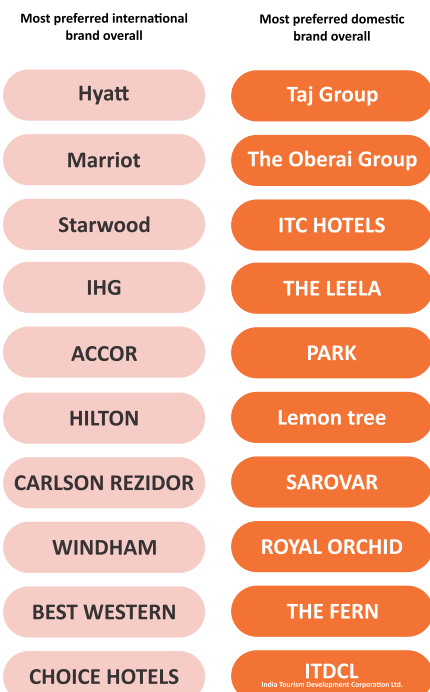 Most preferred international
brand overall
Hyatt
Marriot
Starwood
IHG
ACCOR
HILTON
CARLSON REZIDOR
WINDHAM
BEST WESTERN
CHOICE HOTELS
Most preferred domestic
brand overall
Taj Group
The Oberai Group
ITC HOTELS
THE LEELA
PARK
Lemon tree
SAROVAR
ROYAL ORCHID
THE FERN
ITDCL
India Tourism Development Corporation Ltd.